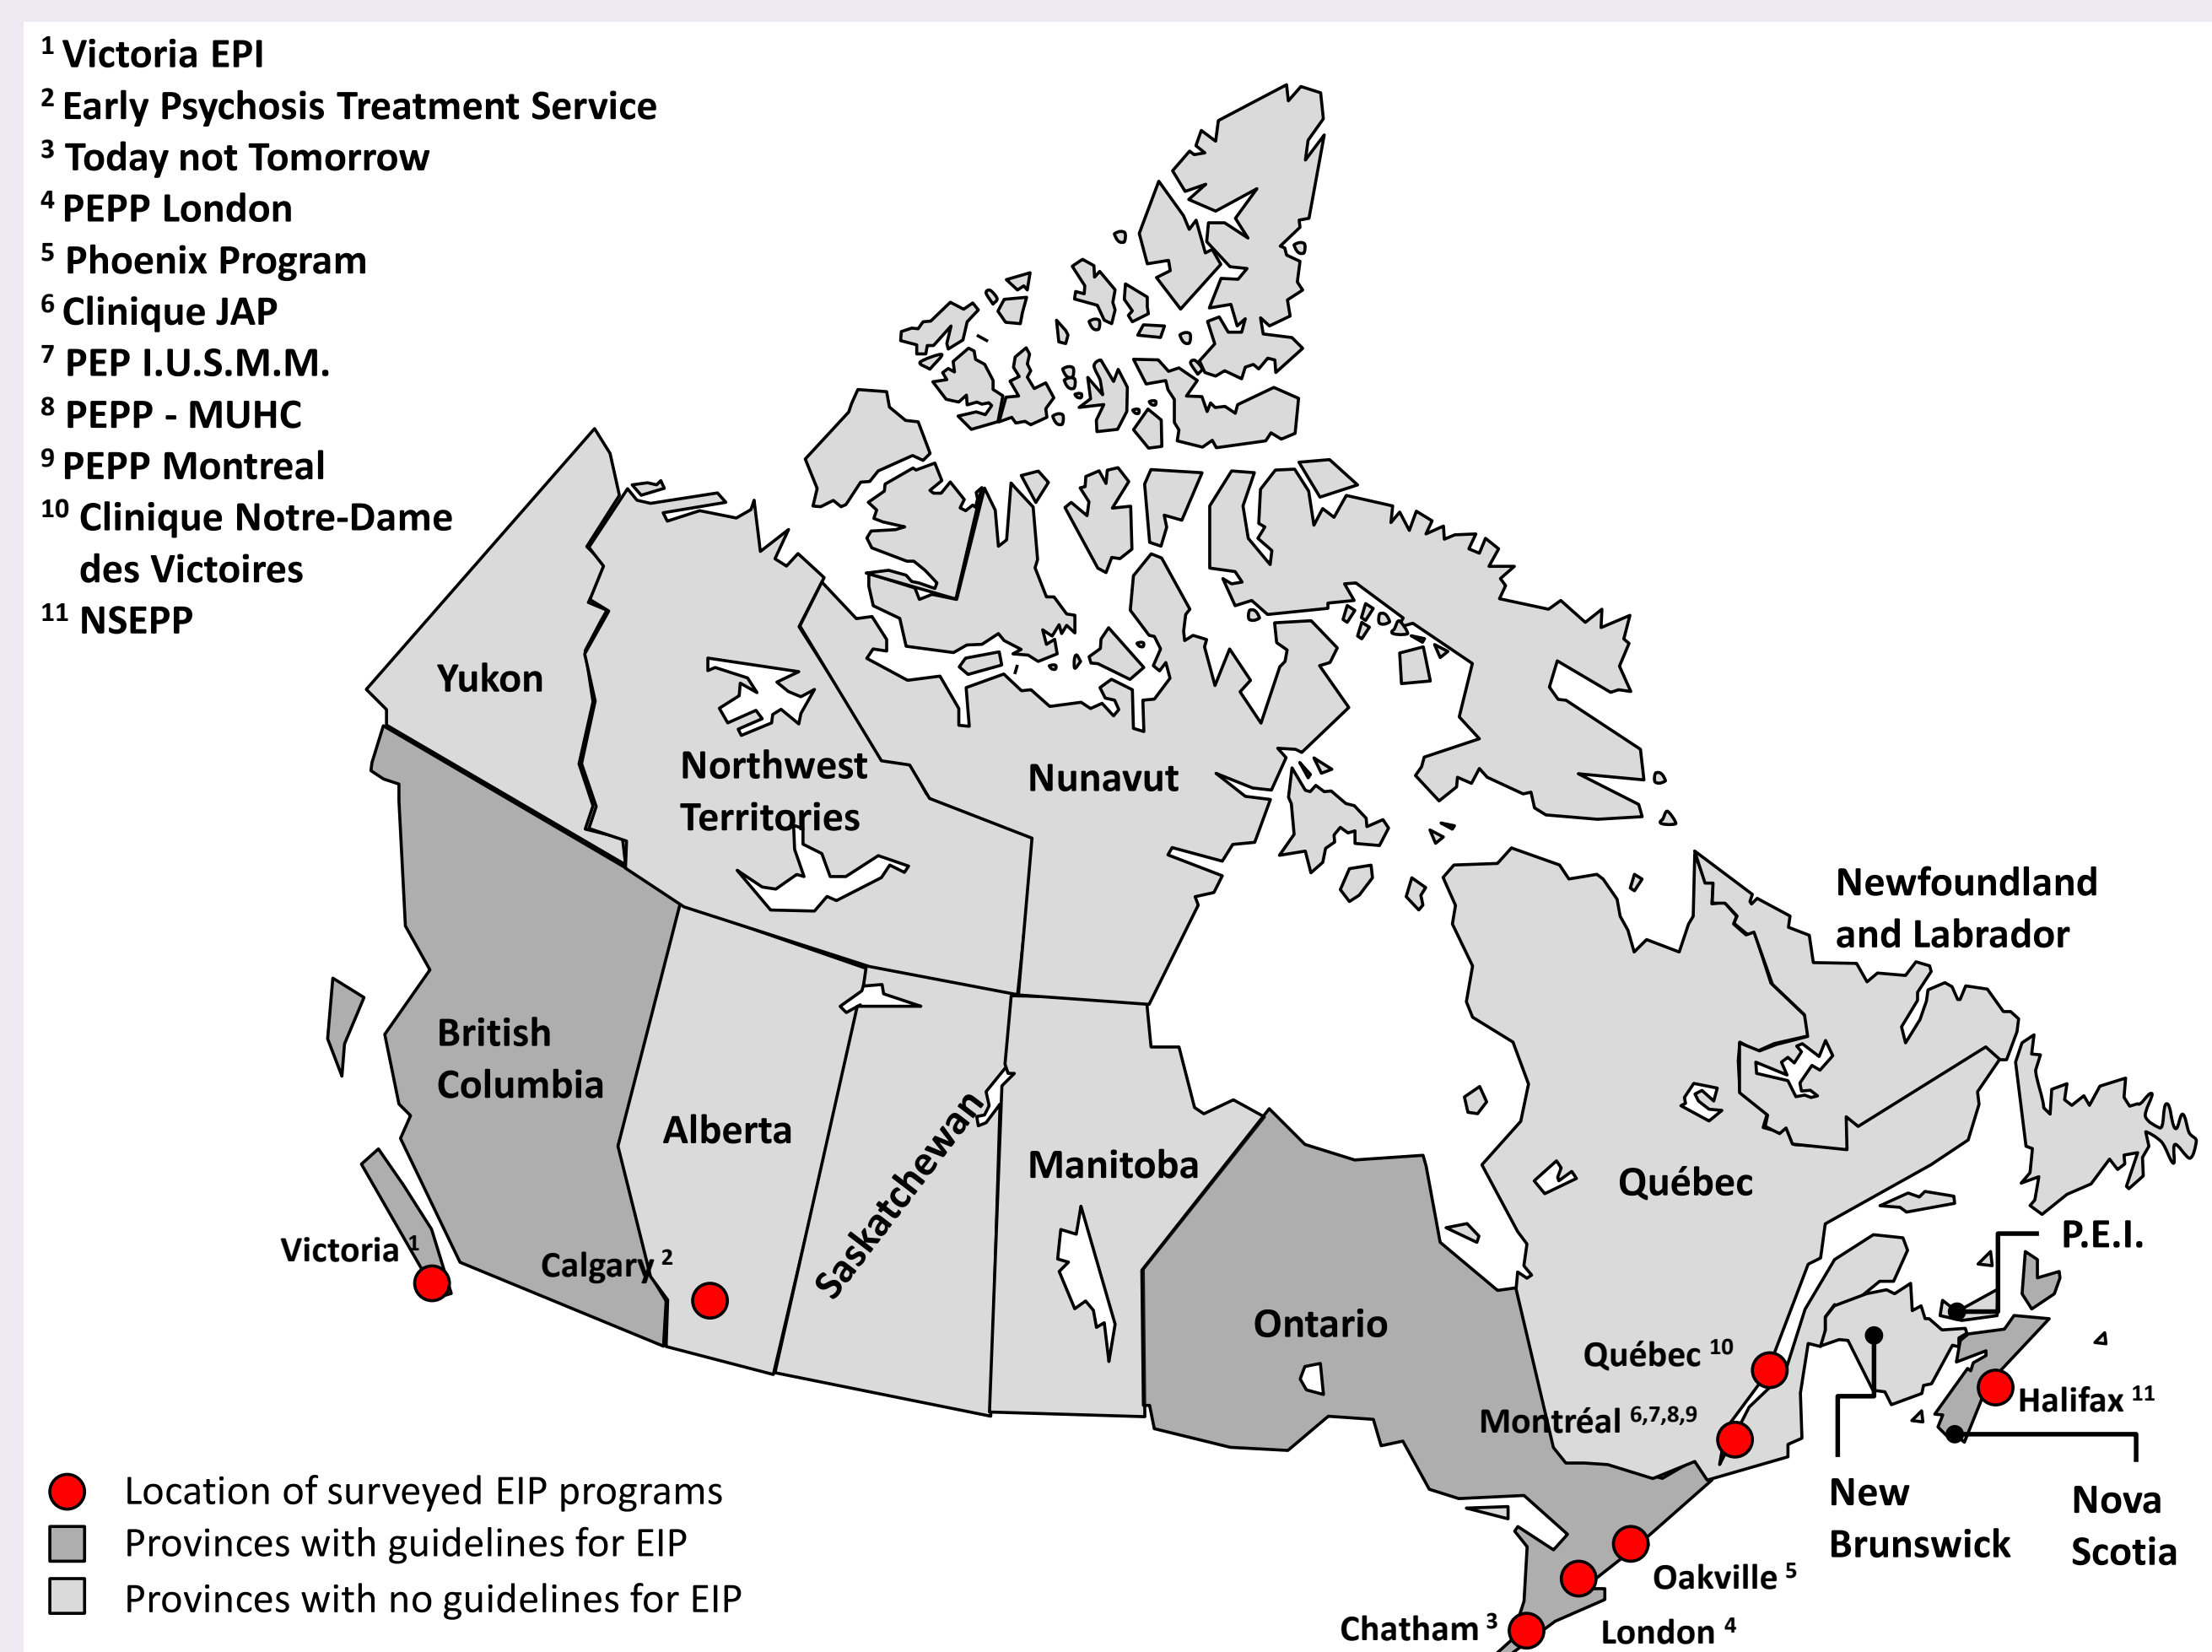 1 Victoria EPI
2 Early Psychosis Treatment Service
3 Today not Tomorrow
4 PEPP London
5 Phoenix Program
6 Clinique JAP
7 PEP I.U.S.M.M.
8 PEPP - MUHC
9 PEPP Montreal
10 Clinique Notre-Dame
des Victoires
11 NSEPP
Yukon
Northwest
Territories
Nunavut
Newfoundland
and Labrador
British
Columbia
Alberta
Saskatchewan
Manitoba
Québec
P.E.I.
Victoria 1
Calgary 2
Ontario
Québec 10
Halifax 11
Montréal 6,7,8,9
New
Brunswick
Nova
Scotia
Oakville 5
Chatham 3
London 4
Location of surveyed EIP programs
Provinces with guidelines for EIP
Provinces with no guidelines for EIP